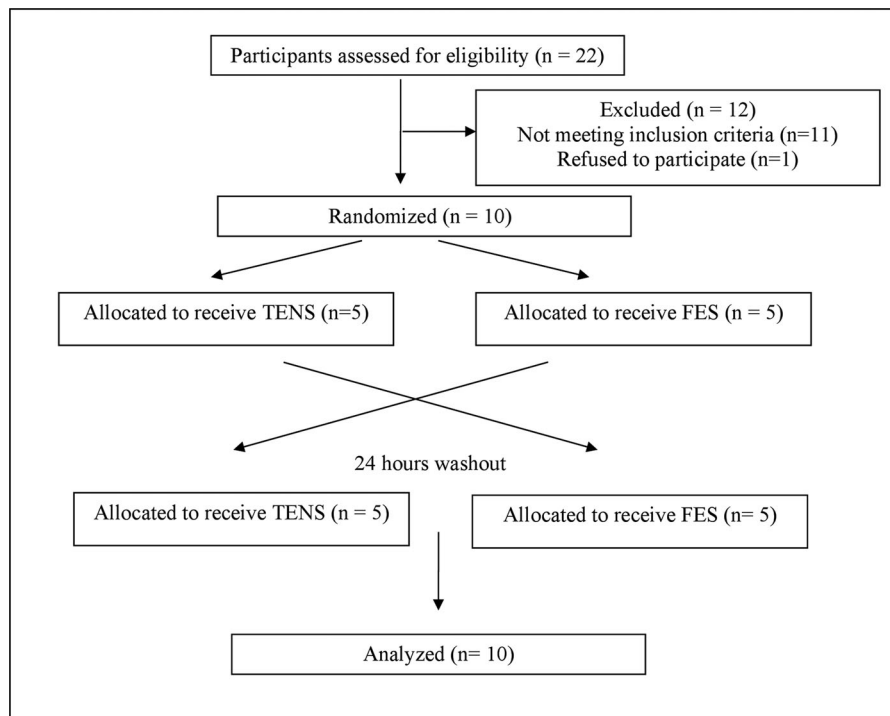 Participants assessed for eligibility (n = 22)
Excluded (n = 12)
Not meeting inclusion criteria (n=11)
Refused to participate (n=1)
Randomized (n = 10)
Allocated to receive TENS (n=5)
Allocated to receive FES (n = 5)
24 hours washout
Allocated to receive TENS (n = 5)
Allocated to receive FES (n= 5)
Analyzed (n= 10)